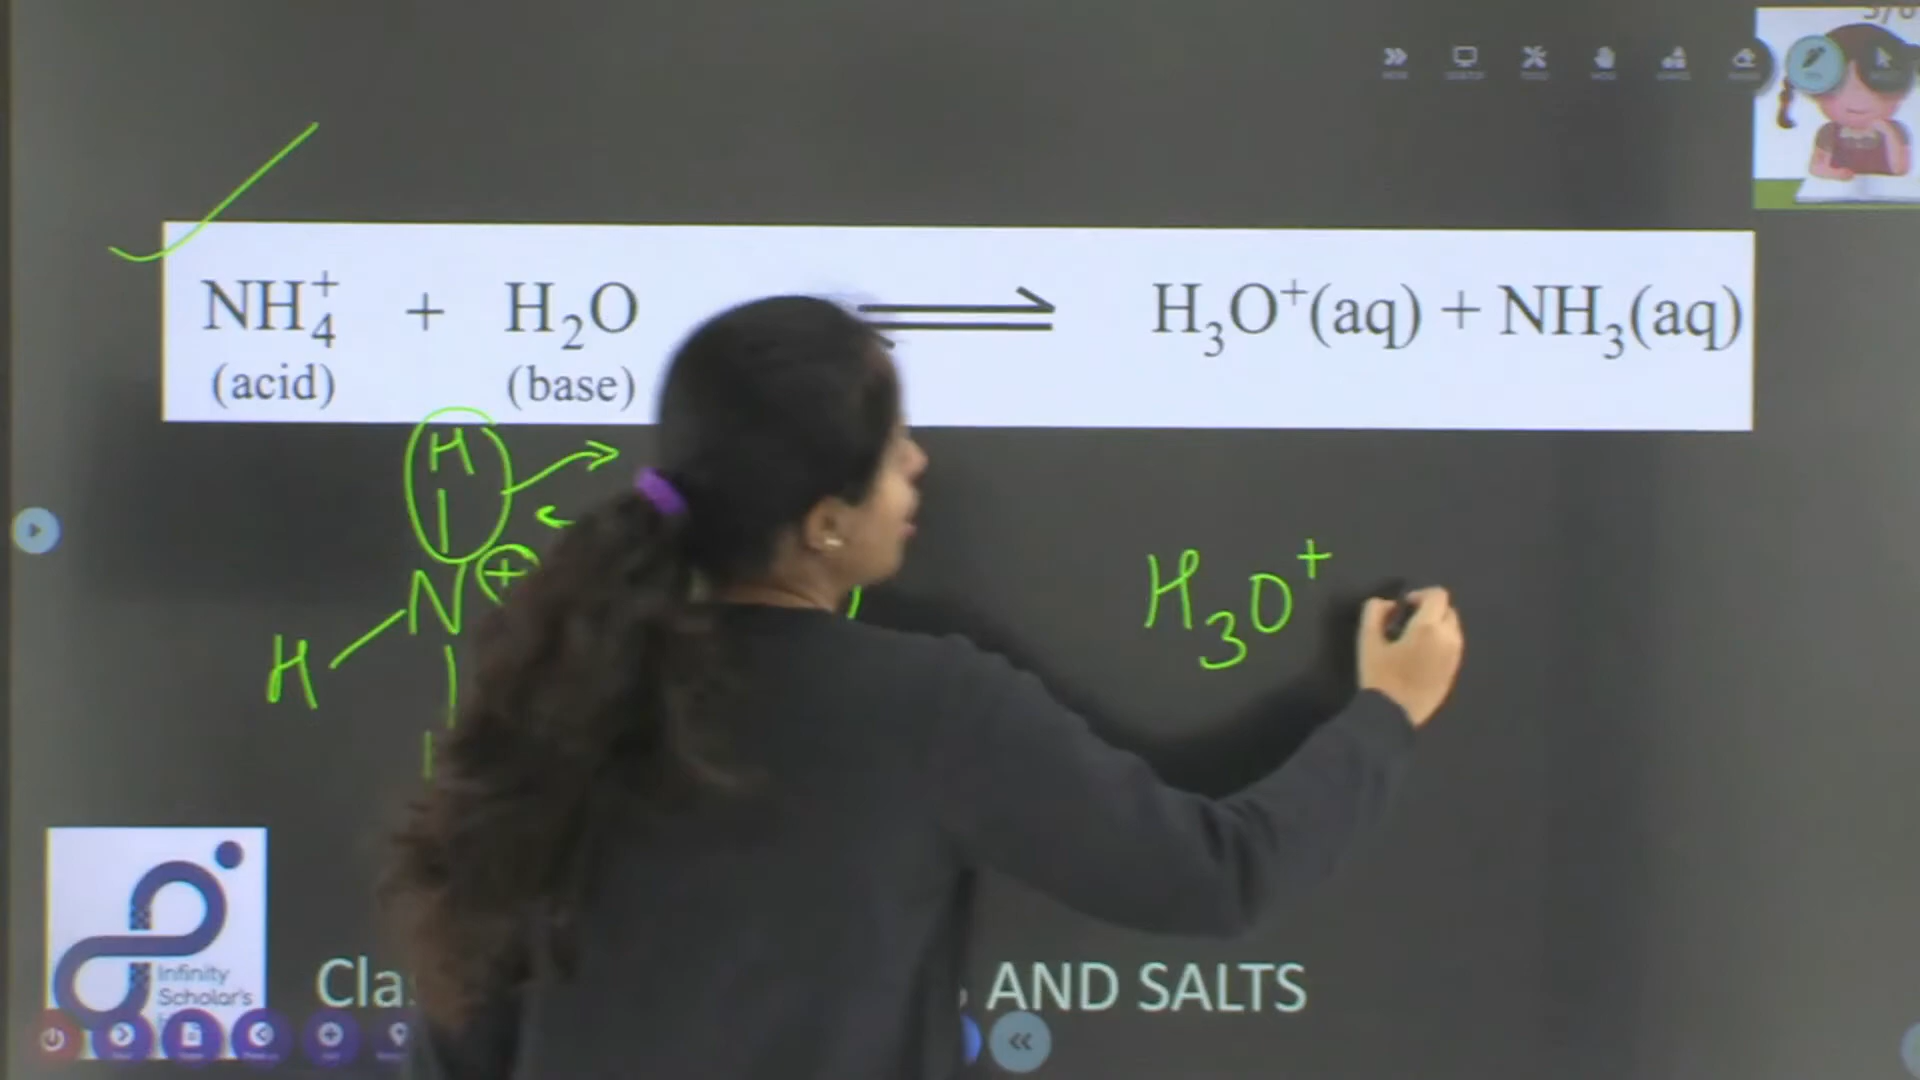 NH₄⁺ + H₂O ⇌ H₃O⁺(aq) + NH₃(aq)
(acid) (base)
H
N +
H
H₃O⁺
Infinity
Scholar's
AND SALTS